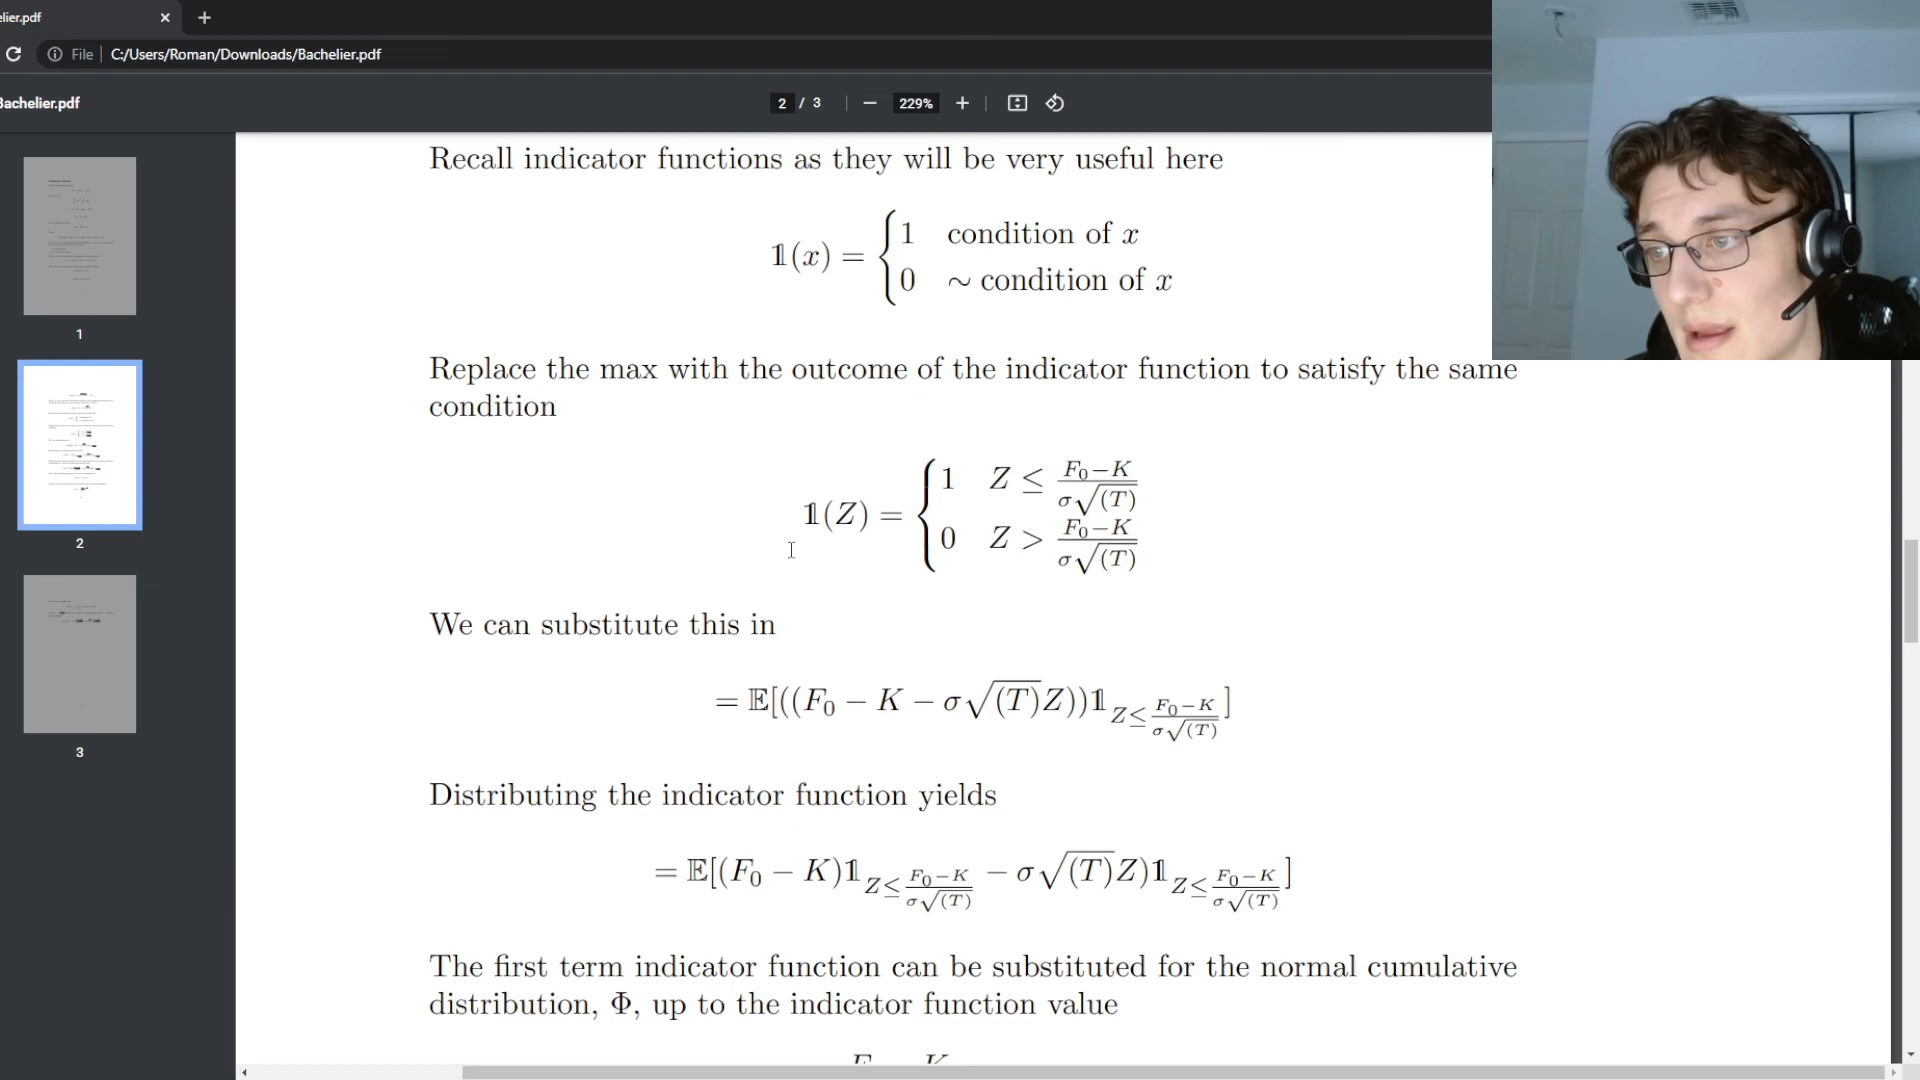 elier.pdf
File C:/Users/Roman/Downloads/Bachelier.pdf
Bachelier.pdf
2 / 3
229%
1
2
3
Recall indicator functions as they will be very useful here
𝟙(x) = { 1 condition of x
0 ∼ condition of x
Replace the max with the outcome of the indicator function to satisfy the same
condition
𝟙(Z) = { 1 Z ≤ (F₀−K)/(σ√(T))
0 Z > (F₀−K)/(σ√(T))
We can substitute this in
= 𝔼[((F₀ − K − σ√(T)Z))𝟙_{Z≤(F₀−K)/(σ√(T))}]
Distributing the indicator function yields
= 𝔼[(F₀ − K)𝟙_{Z≤(F₀−K)/(σ√(T))} − σ√(T)Z)𝟙_{Z≤(F₀−K)/(σ√(T))}]
The first term indicator function can be substituted for the normal cumulative
distribution, Φ, up to the indicator function value